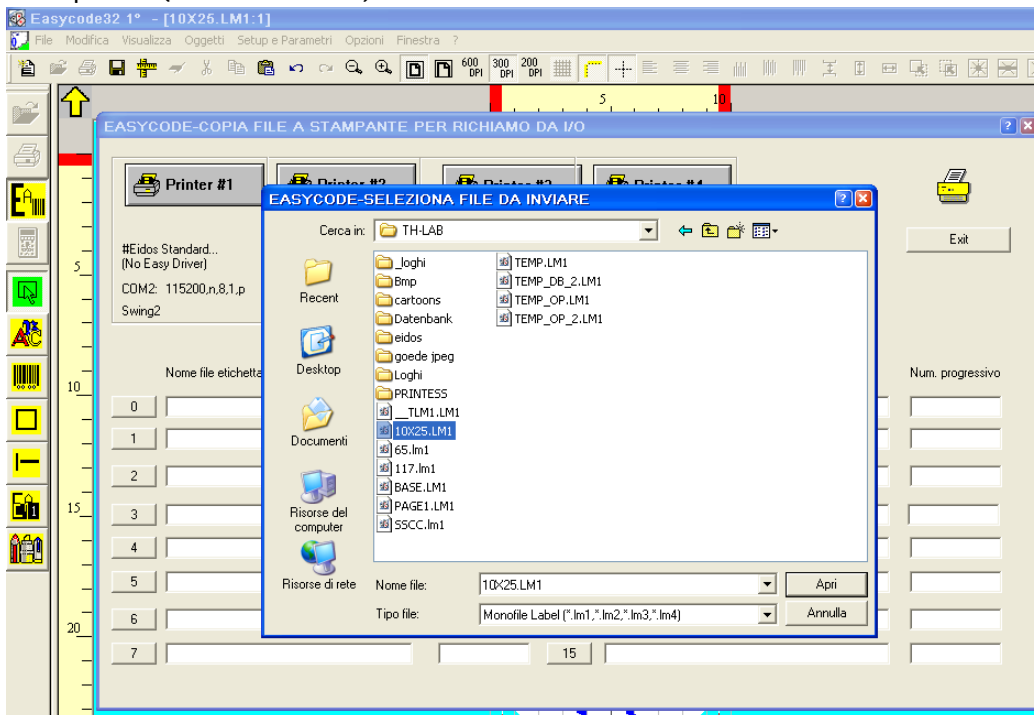 Easycode32 1° - [10X25.LM1:1]
File Modifica Visualizza Oggetti Setup e Parametri Opzioni Finestra ?
600 DPI 300 DPI 200 DPI
5 10
EASYCODE-COPIA FILE A STAMPANTE PER RICHIAMO DA I/O
Printer #1
EASYCODE-SELEZIONA FILE DA INVIARE
Cerca in: TH-LAB
Exit
#Eidos Standard...
(No Easy Driver)
COM2: 115200,n,8,1,p
Swing2
Recent
Desktop
Documenti
Risorse del computer
Risorse di rete
_loghi
Bmp
cartoons
Datenbank
eidos
goede jpeg
Loghi
PRINTESS
__TLM1.LM1
10X25.LM1
65.lm1
117.lm1
BASE.LM1
PAGE1.LM1
SSCC.lm1
TEMP.LM1
TEMP_DB_2.LM1
TEMP_OP.LM1
TEMP_OP_2.LM1
Nome file: 10X25.LM1 Apri
Tipo file: Monofile Label (*.lm1,*.lm2,*.lm3,*.lm4) Annulla
Nome file etichetta
Num. progressivo
0
1
2
3
4
5
6
7 15
5
10
15
20